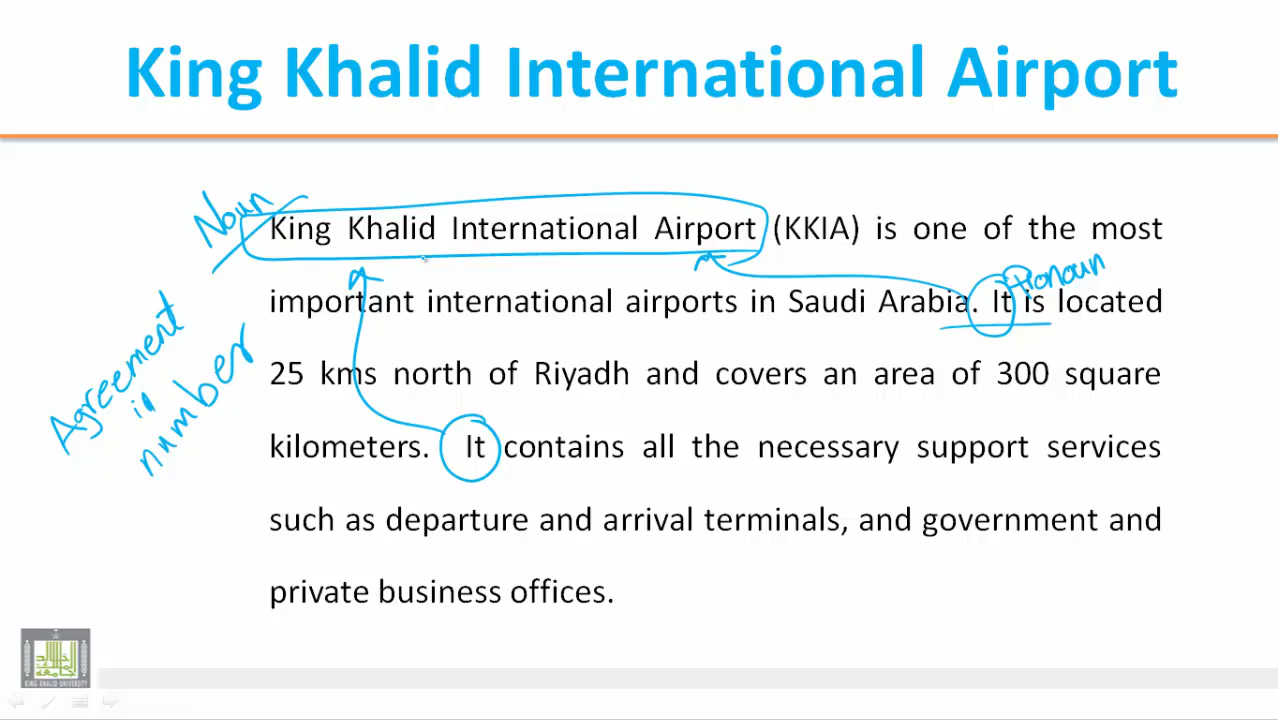 King Khalid International Airport
Noun
King Khalid International Airport (KKIA) is one of the most
Pronoun
important international airports in Saudi Arabia. It is located
25 kms north of Riyadh and covers an area of 300 square
kilometers. It contains all the necessary support services
such as departure and arrival terminals, and government and
private business offices.
Agreement
in
number
جامعة الملك خالد
KING KHALID UNIVERSITY